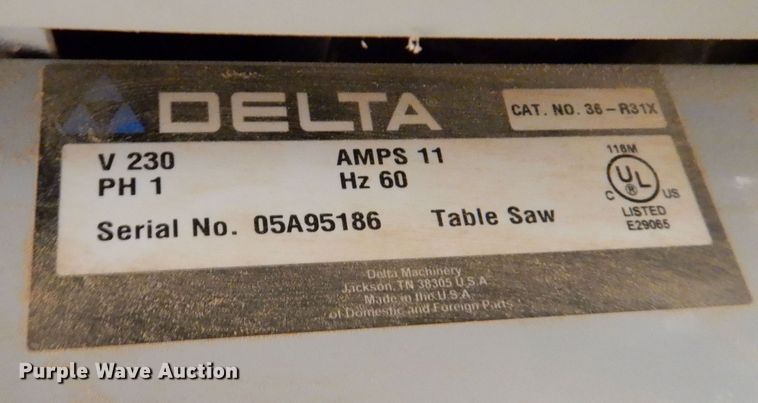 DELTA
CAT. NO. 36-R31X
V 230 AMPS 11
PH 1 Hz 60
Serial No. 05A95186 Table Saw
116M
UL
®
C US
LISTED
E29065
Delta Machinery
Jackson, TN 38305 U.S.A.
Made in the U.S.A.
of Domestic and Foreign Parts
Purple Wave Auction